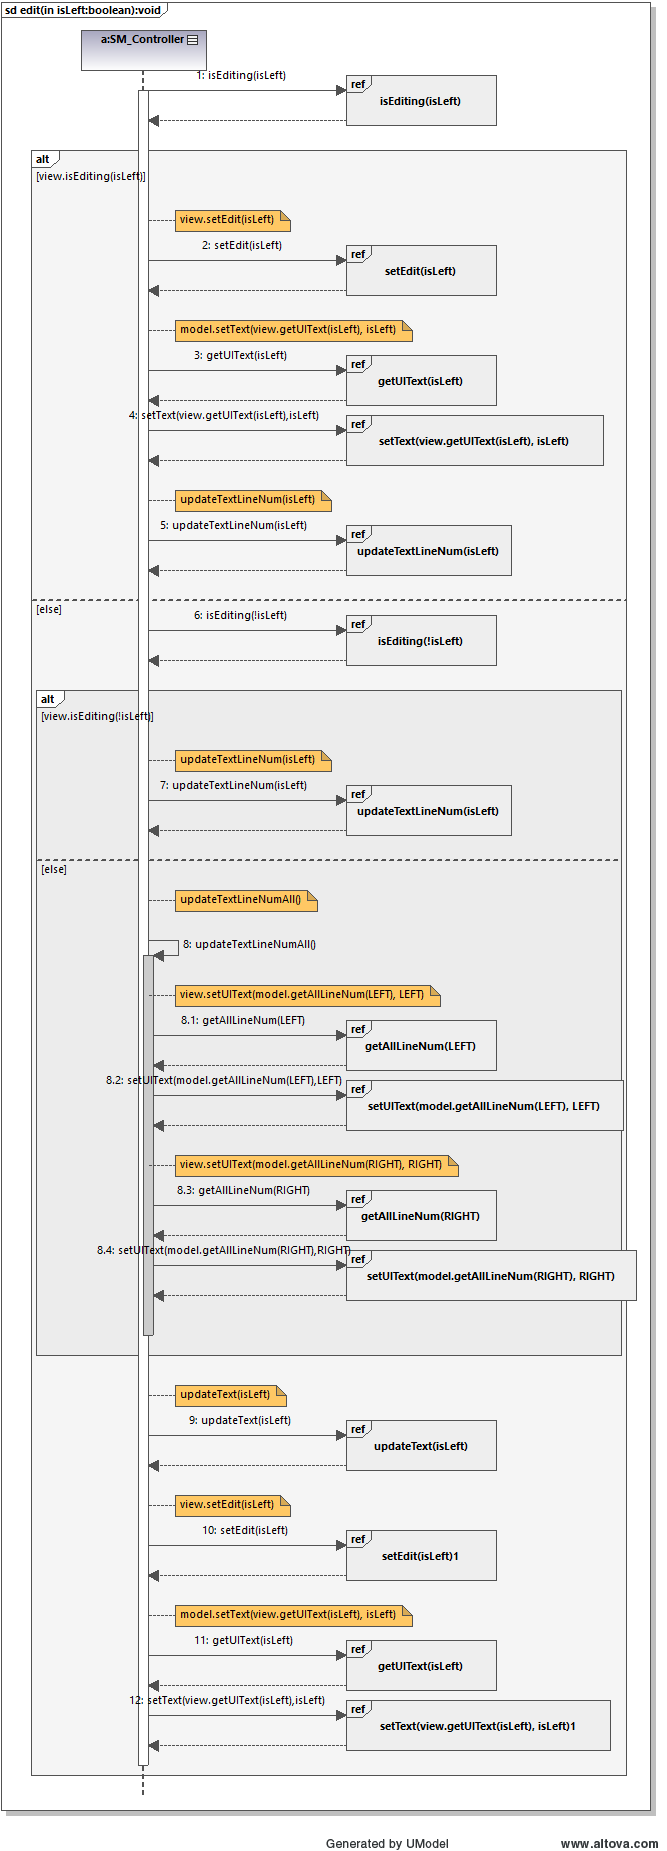 sd edit(in isLeft:boolean):void
a:SM_Controller
1: isEditing(isLeft)
ref
isEditing(isLeft)
alt
[view.isEditing(isLeft)]
view.setEdit(isLeft)
2: setEdit(isLeft)
ref
setEdit(isLeft)
model.setText(view.getUIText(isLeft), isLeft)
3: getUIText(isLeft)
ref
getUIText(isLeft)
4: setText(view.getUIText(isLeft),isLeft)
ref
setText(view.getUIText(isLeft), isLeft)
updateTextLineNum(isLeft)
5: updateTextLineNum(isLeft)
ref
updateTextLineNum(isLeft)
[else]
6: isEditing(!isLeft)
ref
isEditing(!isLeft)
alt
[view.isEditing(!isLeft)]
updateTextLineNum(isLeft)
7: updateTextLineNum(isLeft)
ref
updateTextLineNum(isLeft)
[else]
updateTextLineNumAll()
8: updateTextLineNumAll()
view.setUIText(model.getAllLineNum(LEFT), LEFT)
8.1: getAllLineNum(LEFT)
ref
getAllLineNum(LEFT)
8.2: setUIText(model.getAllLineNum(LEFT),LEFT)
ref
setUIText(model.getAllLineNum(LEFT), LEFT)
view.setUIText(model.getAllLineNum(RIGHT), RIGHT)
8.3: getAllLineNum(RIGHT)
ref
getAllLineNum(RIGHT)
8.4: setUIText(model.getAllLineNum(RIGHT),RIGHT)
ref
setUIText(model.getAllLineNum(RIGHT), RIGHT)
updateText(isLeft)
9: updateText(isLeft)
ref
updateText(isLeft)
view.setEdit(isLeft)
10: setEdit(isLeft)
ref
setEdit(isLeft)1
model.setText(view.getUIText(isLeft), isLeft)
11: getUIText(isLeft)
ref
getUIText(isLeft)
12: setText(view.getUIText(isLeft),isLeft)
ref
setText(view.getUIText(isLeft), isLeft)1
Generated by UModel
www.altova.com